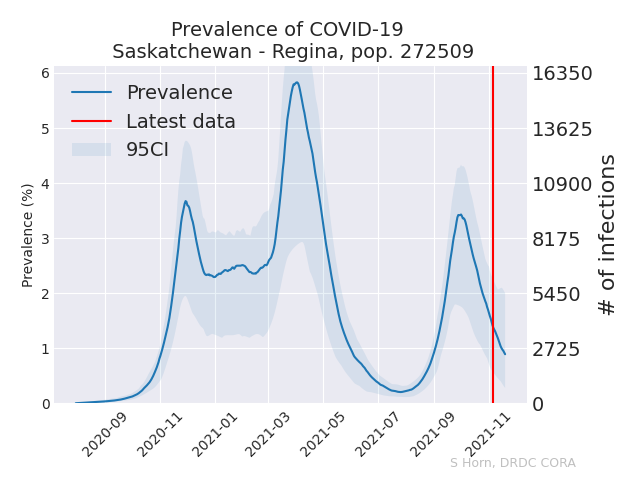 Prevalence of COVID-19
Saskatchewan - Regina, pop. 272509
Prevalence
Latest data
95CI
Prevalence (%)
6
5
4
3
2
1
0
16350
13625
10900
8175
5450
2725
0
# of infections
2020-09
2020-11
2021-01
2021-03
2021-05
2021-07
2021-09
2021-11
S Horn, DRDC CORA